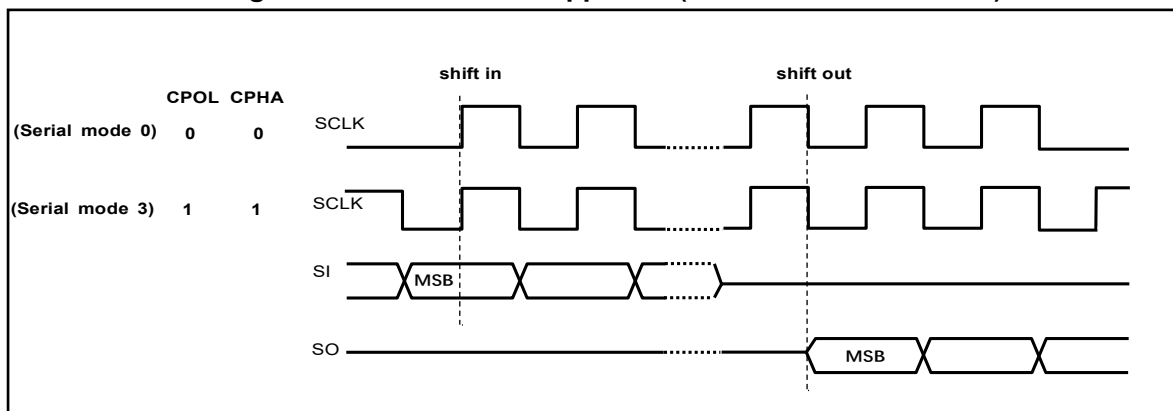 shift in shift out
CPOL CPHA
(Serial mode 0) 0 0 SCLK
(Serial mode 3) 1 1 SCLK
SI MSB
SO MSB